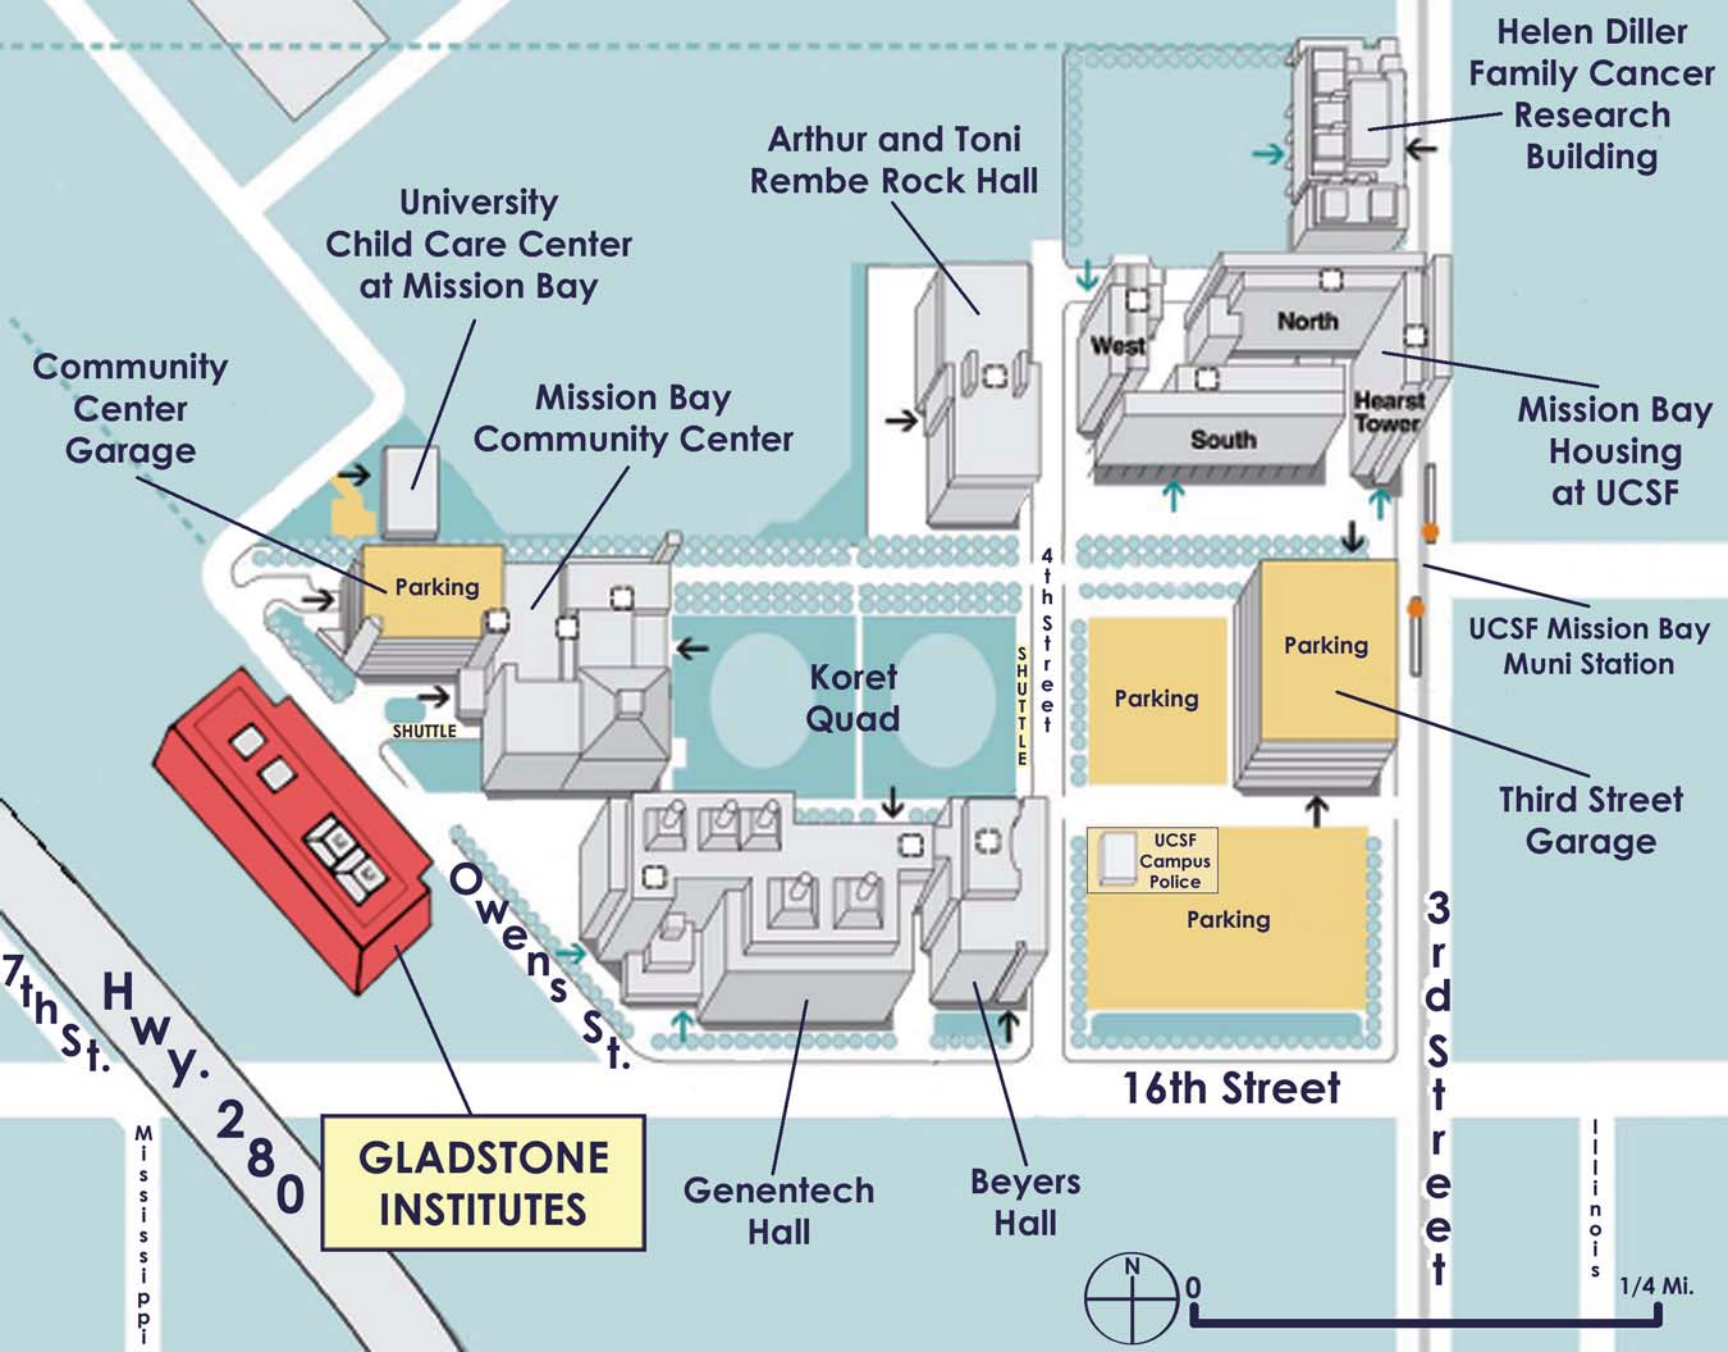 Helen Diller
Family Cancer
Research
Building
Arthur and Toni
Rembe Rock Hall
University
Child Care Center
at Mission Bay
Community
Center
Garage
Mission Bay
Community Center
West
North
South
Hearst
Tower
Mission Bay
Housing
at UCSF
Parking
4th Street
SHUTTLE
Koret
Quad
Parking
Parking
UCSF Mission Bay
Muni Station
SHUTTLE
Third Street
Garage
UCSF
Campus
Police
Parking
Owens St.
3rd Street
7th St.
Hwy. 280
16th Street
Mississippi
Illinois
GLADSTONE
INSTITUTES
Genentech
Hall
Beyers
Hall
N
0
1/4 Mi.